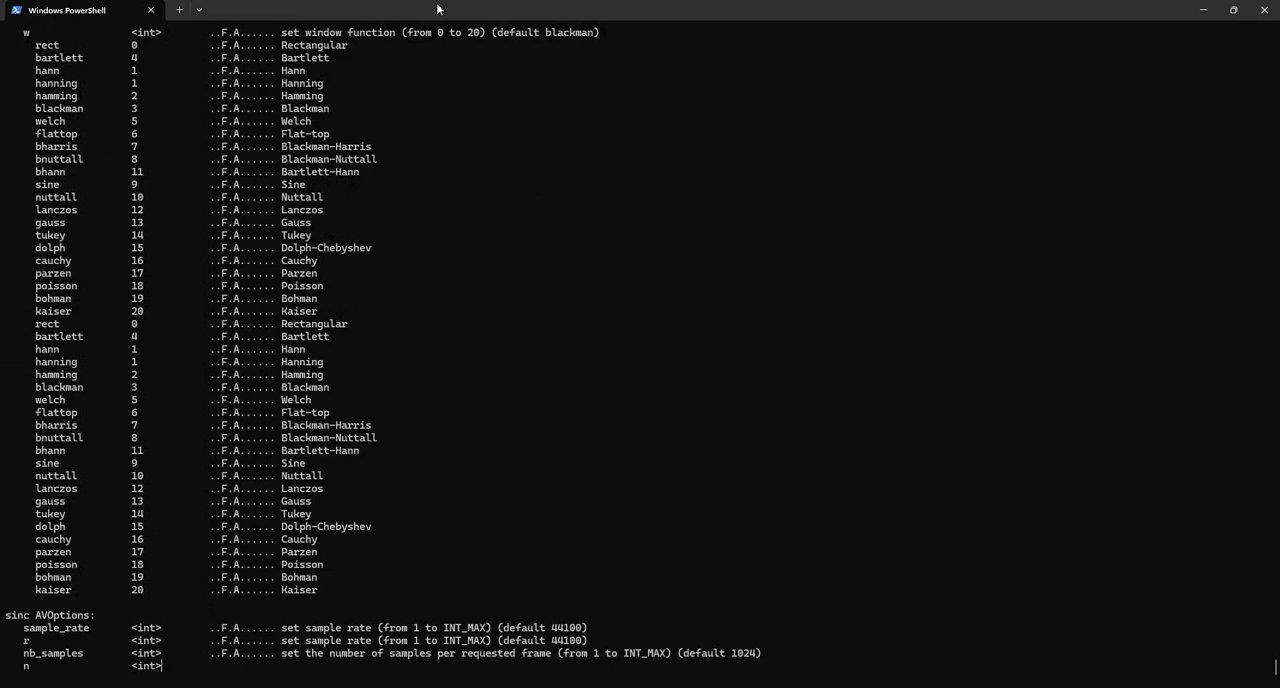 Windows PowerShell
w <int> ..F.A...... set window function (from 0 to 20) (default blackman)
rect 0 ..F.A...... Rectangular
bartlett 4 ..F.A...... Bartlett
hann 1 ..F.A...... Hann
hanning 1 ..F.A...... Hanning
hamming 2 ..F.A...... Hamming
blackman 3 ..F.A...... Blackman
welch 5 ..F.A...... Welch
flattop 6 ..F.A...... Flat-top
bharris 7 ..F.A...... Blackman-Harris
bnuttall 8 ..F.A...... Blackman-Nuttall
bhann 11 ..F.A...... Bartlett-Hann
sine 9 ..F.A...... Sine
nuttall 10 ..F.A...... Nuttall
lanczos 12 ..F.A...... Lanczos
gauss 13 ..F.A...... Gauss
tukey 14 ..F.A...... Tukey
dolph 15 ..F.A...... Dolph-Chebyshev
cauchy 16 ..F.A...... Cauchy
parzen 17 ..F.A...... Parzen
poisson 18 ..F.A...... Poisson
bohman 19 ..F.A...... Bohman
kaiser 20 ..F.A...... Kaiser
rect 0 ..F.A...... Rectangular
bartlett 4 ..F.A...... Bartlett
hann 1 ..F.A...... Hann
hanning 1 ..F.A...... Hanning
hamming 2 ..F.A...... Hamming
blackman 3 ..F.A...... Blackman
welch 5 ..F.A...... Welch
flattop 6 ..F.A...... Flat-top
bharris 7 ..F.A...... Blackman-Harris
bnuttall 8 ..F.A...... Blackman-Nuttall
bhann 11 ..F.A...... Bartlett-Hann
sine 9 ..F.A...... Sine
nuttall 10 ..F.A...... Nuttall
lanczos 12 ..F.A...... Lanczos
gauss 13 ..F.A...... Gauss
tukey 14 ..F.A...... Tukey
dolph 15 ..F.A...... Dolph-Chebyshev
cauchy 16 ..F.A...... Cauchy
parzen 17 ..F.A...... Parzen
poisson 18 ..F.A...... Poisson
bohman 19 ..F.A...... Bohman
kaiser 20 ..F.A...... Kaiser
sinc AVOptions:
sample_rate <int> ..F.A...... set sample rate (from 1 to INT_MAX) (default 44100)
r <int> ..F.A...... set sample rate (from 1 to INT_MAX) (default 44100)
nb_samples <int> ..F.A...... set the number of samples per requested frame (from 1 to INT_MAX) (default 1024)
n <int>